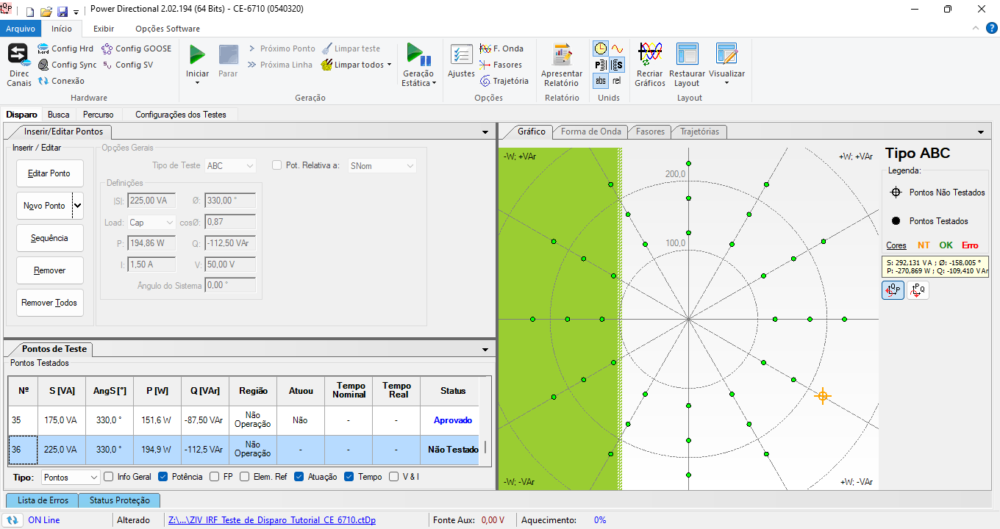 Power Directional 2.02.194 (64 Bits) - CE-6710 (0540320)
Arquivo Início Exibir Opções Software
Direc Canais
Config Hrd
Config Sync
Conexão
Config GOOSE
Config SV
Hardware
Iniciar
Parar
Próximo Ponto
Próxima Linha
Limpar teste
Limpar todos
Geração Estática
Geração
Ajustes
F. Onda
Fasores
Trajetória
Opções
Apresentar Relatório
Relatório
abs rel
Unids
Recriar Gráficos
Restaurar Layout
Visualizar
Layout
Disparo Busca Percurso Configurações dos Testes
Inserir/Editar Pontos
Inserir / Editar
Editar Ponto
Novo Ponto
Sequência
Remover
Remover Todos
Opções Gerais
Tipo de Teste ABC Pot. Relativa a: SNom
Definições
|S|: 225,00 VA Ø: 330,00 °
Load: Cap cosØ: 0,87
P: 194,86 W Q: -112,50 VAr
I: 1,50 A V: 50,00 V
Ângulo do Sistema 0,00 °
Pontos de Teste
Pontos Testados
Nº S [VA] AngS [°] P [W] Q [VAr] Região Atuou Tempo Nominal Tempo Real Status
35 175,0 VA 330,0 ° 151,6 W -87,50 VAr Não Operação Não - - Aprovado
36 225,0 VA 330,0 ° 194,9 W -112,5 VAr Não Operação - - - Não Testado
Tipo: Pontos Info Geral Potência FP Elem. Ref Atuação Tempo V & I
Gráfico Forma de Onda Fasores Trajetórias
-W; +VAr +W; +VAr
200,0
100,0
-W; -VAr +W; -VAr
Tipo ABC
Legenda:
Pontos Não Testados
Pontos Testados
Cores NT OK Erro
S: 292,131 VA ; Ø: -158,005 °
P: -270,869 W ; Q: -109,410 VAr
Lista de Erros Status Proteção
ON Line Alterado Z:\...\ZIV_IRF_Teste_de_Disparo_Tutorial_CE_6710.ctDp Fonte Aux: 0,00 V Aquecimento: 0%